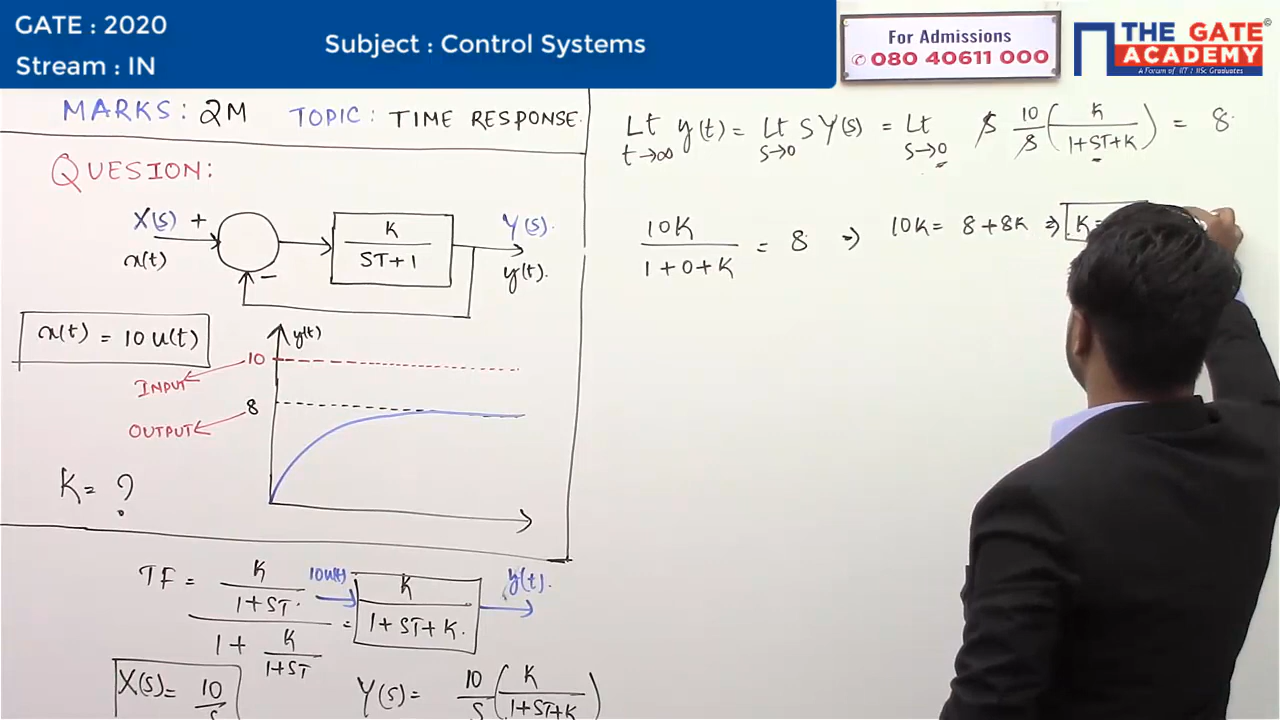 GATE : 2020
Stream : IN
Subject : Control Systems
For Admissions
080 40611 000
THE GATE ACADEMY
A Forum of IIT / IISc Graduates
MARKS: 2M TOPIC: TIME RESPONSE.
QUESION:
X(s) +
x(t)
K
ST+1
Y(s).
y(t).
−
x(t) = 10 u(t)
y(t)
10
INPUT
8
OUTPUT
K = ?
TF = K/(1+ST) / (1 + K/(1+ST)) = K/(1+ST+K.)
10u(t)
y(t).
X(s) = 10/s
Y(s) = 10/s (K/(1+ST+K))
Lt t→∞ y(t) = Lt s→0 S Y(s) = Lt s→0 $ 10/$ (K/(1+ST+K)) = 8.
10K/(1+0+K) = 8 ⇒ 10K = 8+8K ⇒ K=